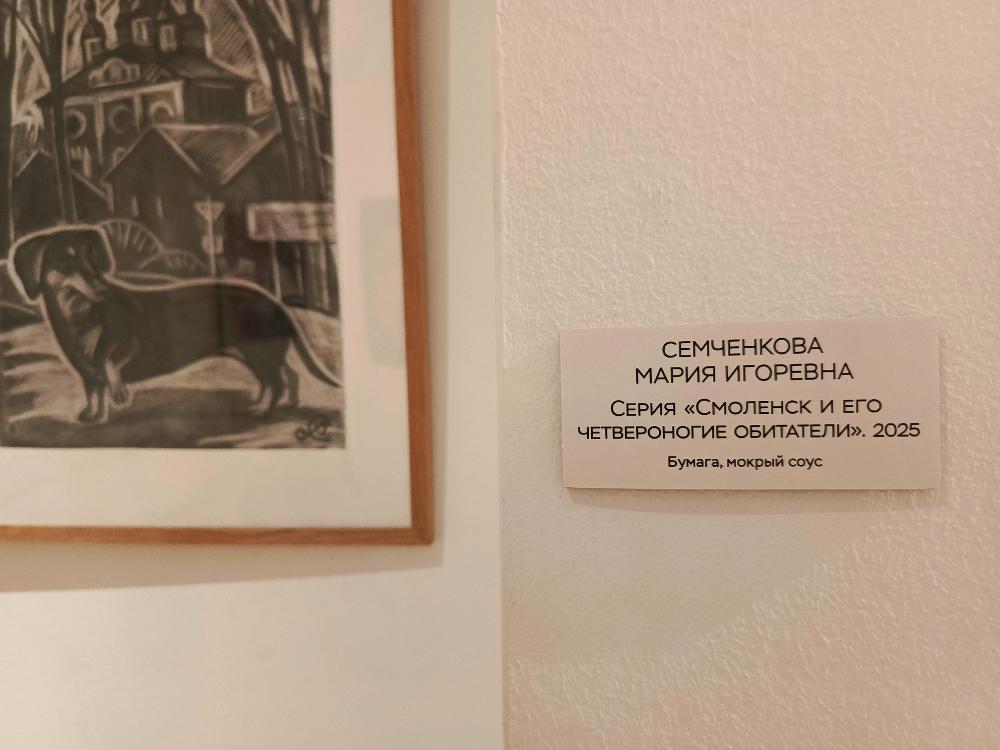 СЕМЧЕНКОВА
МАРИЯ ИГОРЕВНА
Серия «Смоленск и его
четвероногие обитатели». 2025
Бумага, мокрый соус